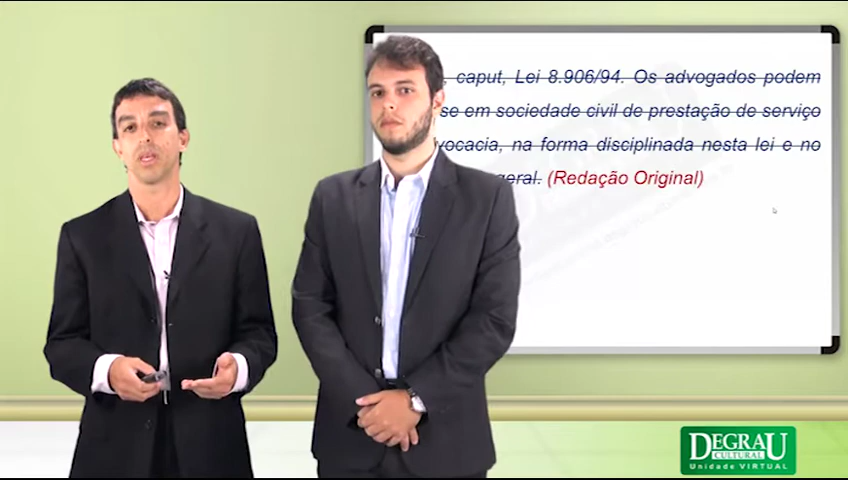 , caput, Lei 8.906/94. Os advogados podem
se em sociedade civil de prestação de serviço
vocacia, na forma disciplinada nesta lei e no
geral. (Redação Original)
DEGRAU
CULTURAL
Unidade VIRTUAL